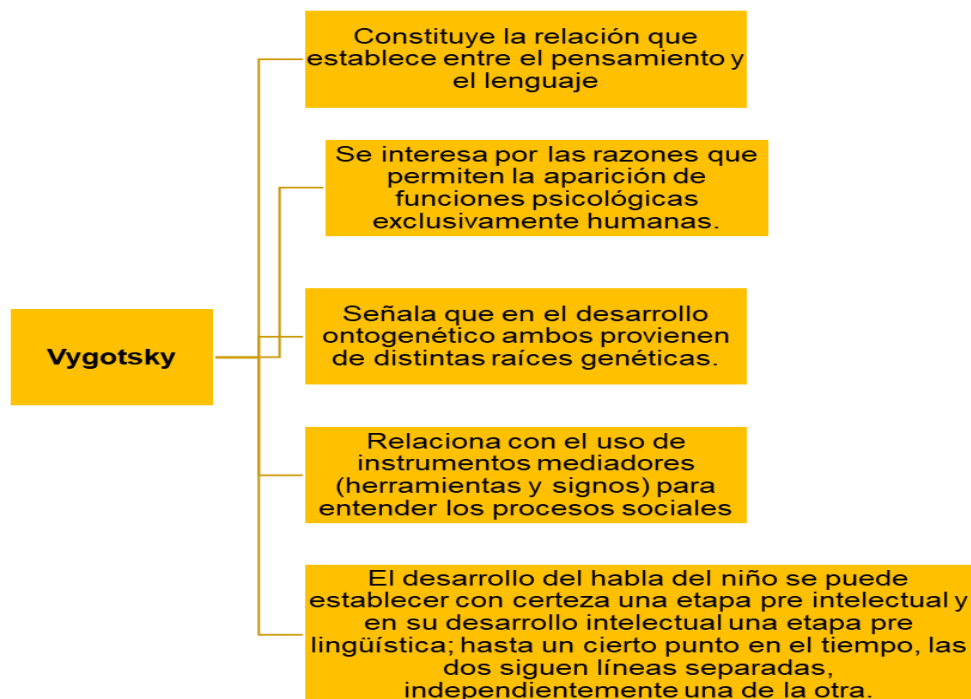 Constituye la relación que
establece entre el pensamiento y
el lenguaje
Se interesa por las razones que
permiten la aparición de
funciones psicológicas
exclusivamente humanas.
Señala que en el desarrollo
ontogenético ambos provienen
de distintas raíces genéticas.
Vygotsky
Relaciona con el uso de
instrumentos mediadores
(herramientas y signos) para
entender los procesos sociales
El desarrollo del habla del niño se puede
establecer con certeza una etapa pre intelectual y
en su desarrollo intelectual una etapa pre
lingüística; hasta un cierto punto en el tiempo, las
dos siguen líneas separadas,
independientemente una de la otra.